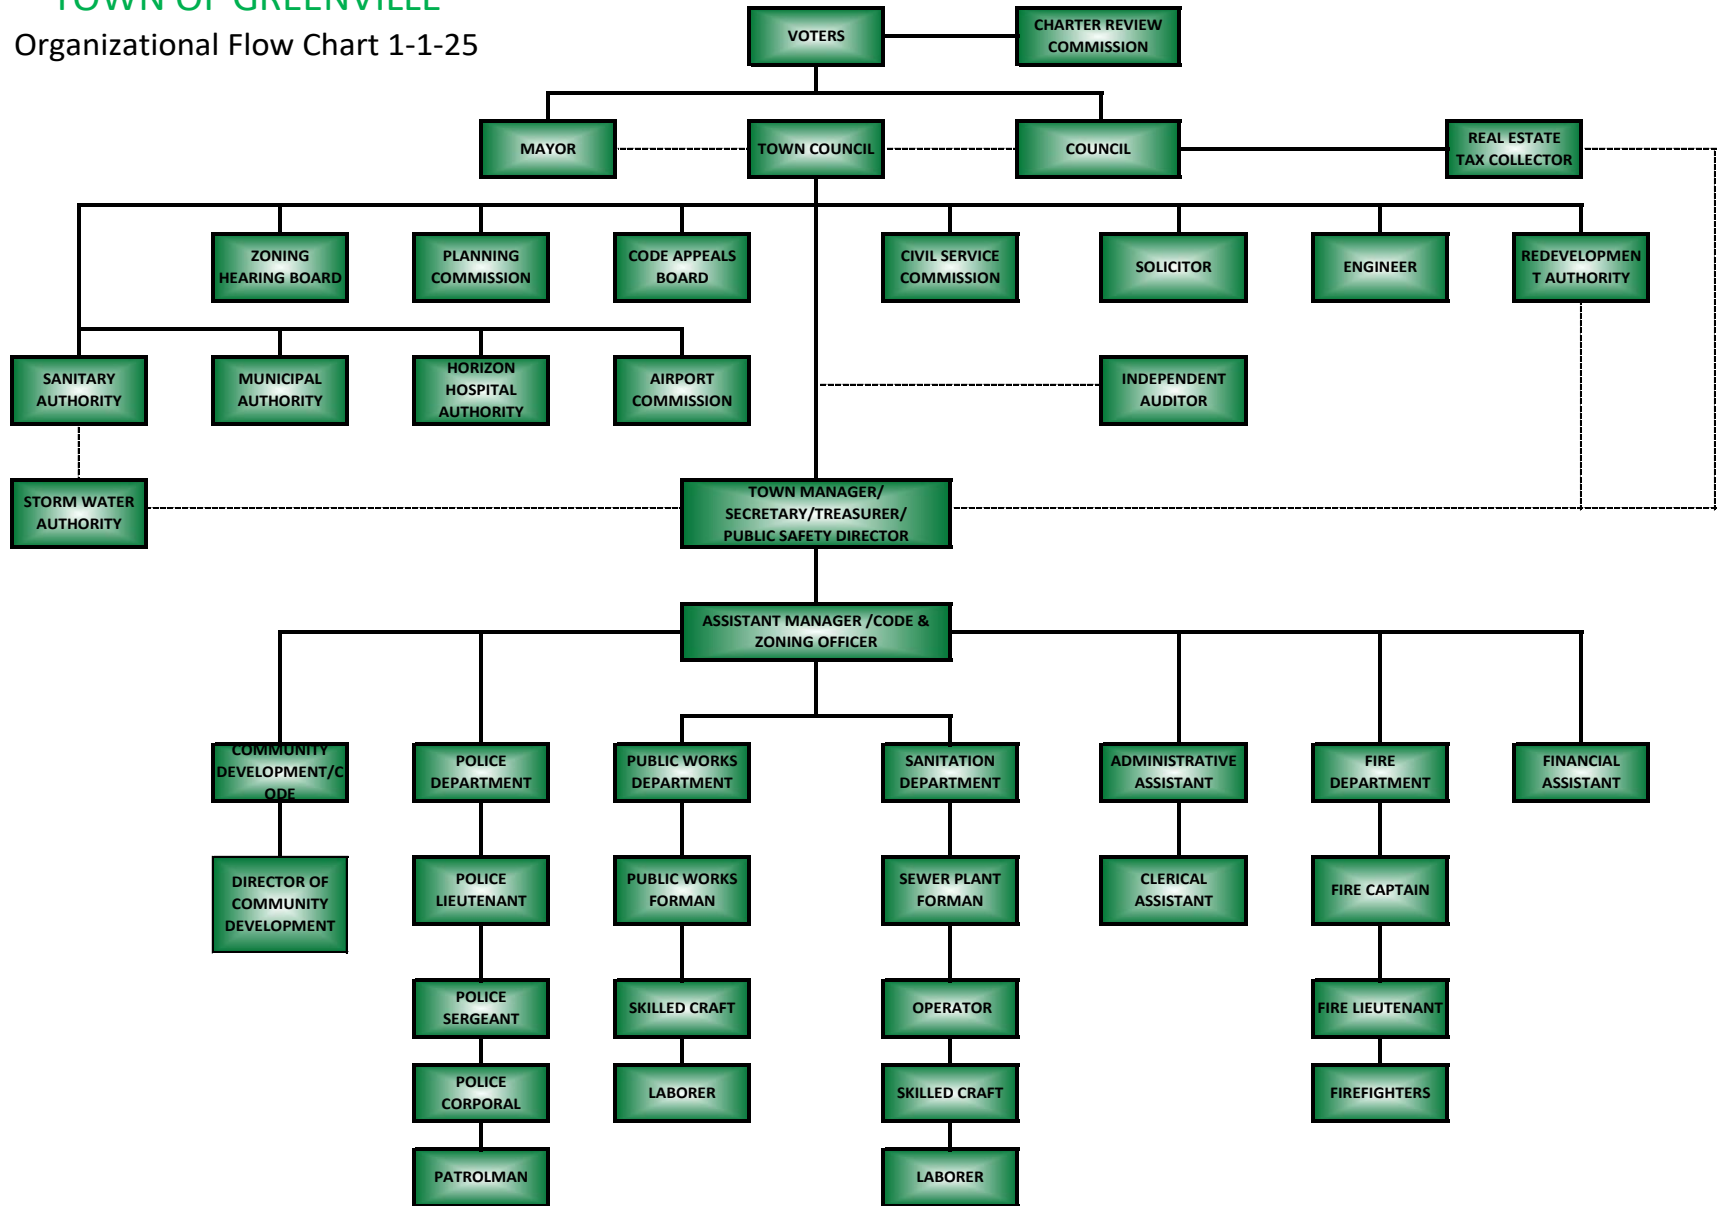 TOWN OF GREENVILLE
Organizational Flow Chart 1-1-25
VOTERS
CHARTER REVIEW
COMMISSION
MAYOR
TOWN COUNCIL
COUNCIL
REAL ESTATE
TAX COLLECTOR
ZONING
HEARING BOARD
PLANNING
COMMISSION
CODE APPEALS
BOARD
CIVIL SERVICE
COMMISSION
SOLICITOR
ENGINEER
REDEVELOPMEN
T AUTHORITY
SANITARY
AUTHORITY
MUNICIPAL
AUTHORITY
HORIZON
HOSPITAL
AUTHORITY
AIRPORT
COMMISSION
INDEPENDENT
AUDITOR
STORM WATER
AUTHORITY
TOWN MANAGER/
SECRETARY/TREASURER/
PUBLIC SAFETY DIRECTOR
ASSISTANT MANAGER /CODE &
ZONING OFFICER
COMMUNITY
DEVELOPMENT/C
ODE
POLICE
DEPARTMENT
PUBLIC WORKS
DEPARTMENT
SANITATION
DEPARTMENT
ADMINISTRATIVE
ASSISTANT
FIRE
DEPARTMENT
FINANCIAL
ASSISTANT
DIRECTOR OF
COMMUNITY
DEVELOPMENT
POLICE
LIEUTENANT
PUBLIC WORKS
FORMAN
SEWER PLANT
FORMAN
CLERICAL
ASSISTANT
FIRE CAPTAIN
POLICE
SERGEANT
SKILLED CRAFT
OPERATOR
FIRE LIEUTENANT
POLICE
CORPORAL
LABORER
SKILLED CRAFT
FIREFIGHTERS
PATROLMAN
LABORER